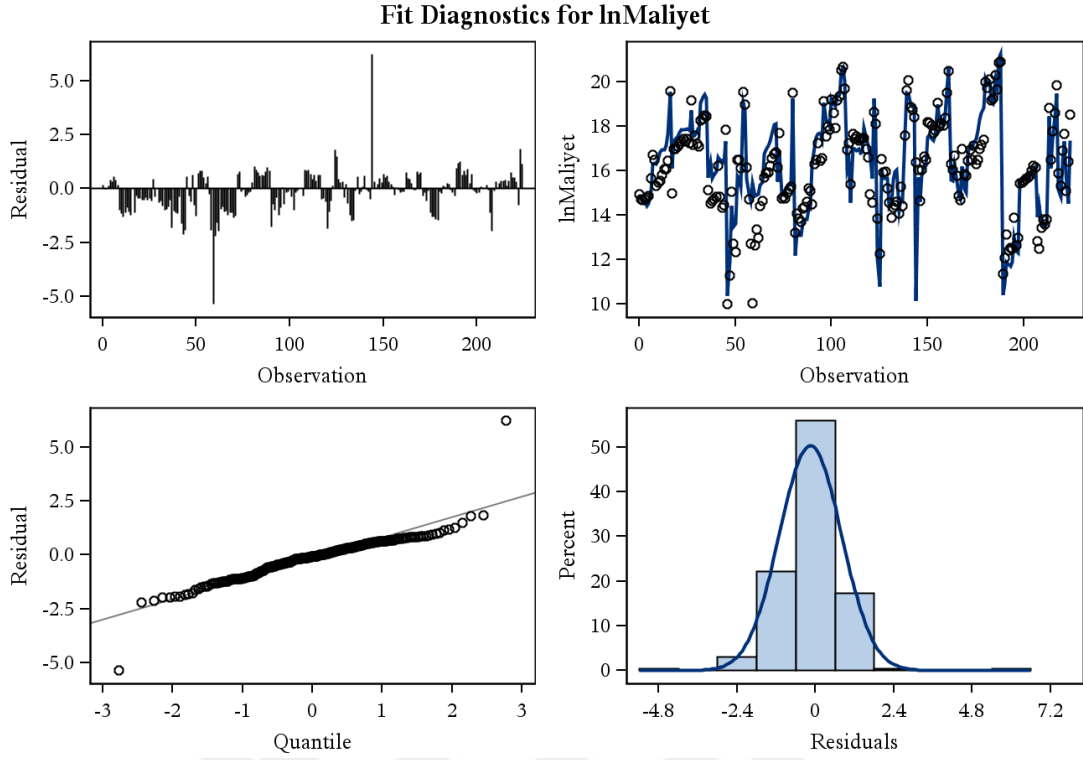 Fit Diagnostics for lnMaliyet
Residual
5.0
2.5
0.0
-2.5
-5.0
0 50 100 150 200
Observation
lnMaliyet
20
18
16
14
12
10
0 50 100 150 200
Observation
Residual
5.0
2.5
0.0
-2.5
-5.0
-3 -2 -1 0 1 2 3
Quantile
Percent
50
40
30
20
10
0
-4.8 -2.4 0 2.4 4.8 7.2
Residuals